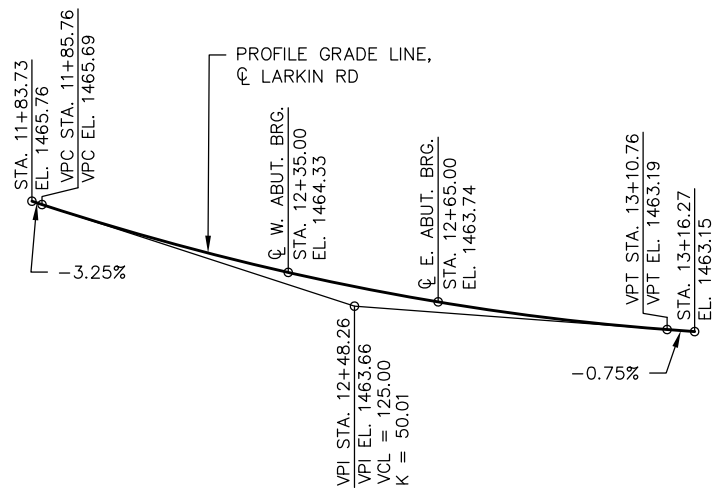 STA. 11+83.73
EL. 1465.76
VPC STA. 11+85.76
VPC EL. 1465.69
PROFILE GRADE LINE,
℄ LARKIN RD
-3.25%
℄ W. ABUT. BRG.
STA. 12+35.00
EL. 1464.33
VPI STA. 12+48.26
VPI EL. 1463.66
VCL = 125.00
K = 50.01
℄ E. ABUT. BRG.
STA. 12+65.00
EL. 1463.74
VPT STA. 13+10.76
VPT EL. 1463.19
STA. 13+16.27
EL. 1463.15
-0.75%